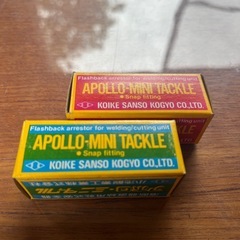 Flashback arrestor for welding/cutting unit
APOLLO-MINI TACKLE
Snap fitting
KOIKE SANSO KOGYO CO.,LTD.
Flashback arrestor for welding/cutting unit
APOLLO-MINI TACKLE
Snap fitting
KOIKE SANSO KOGYO CO.,LTD.